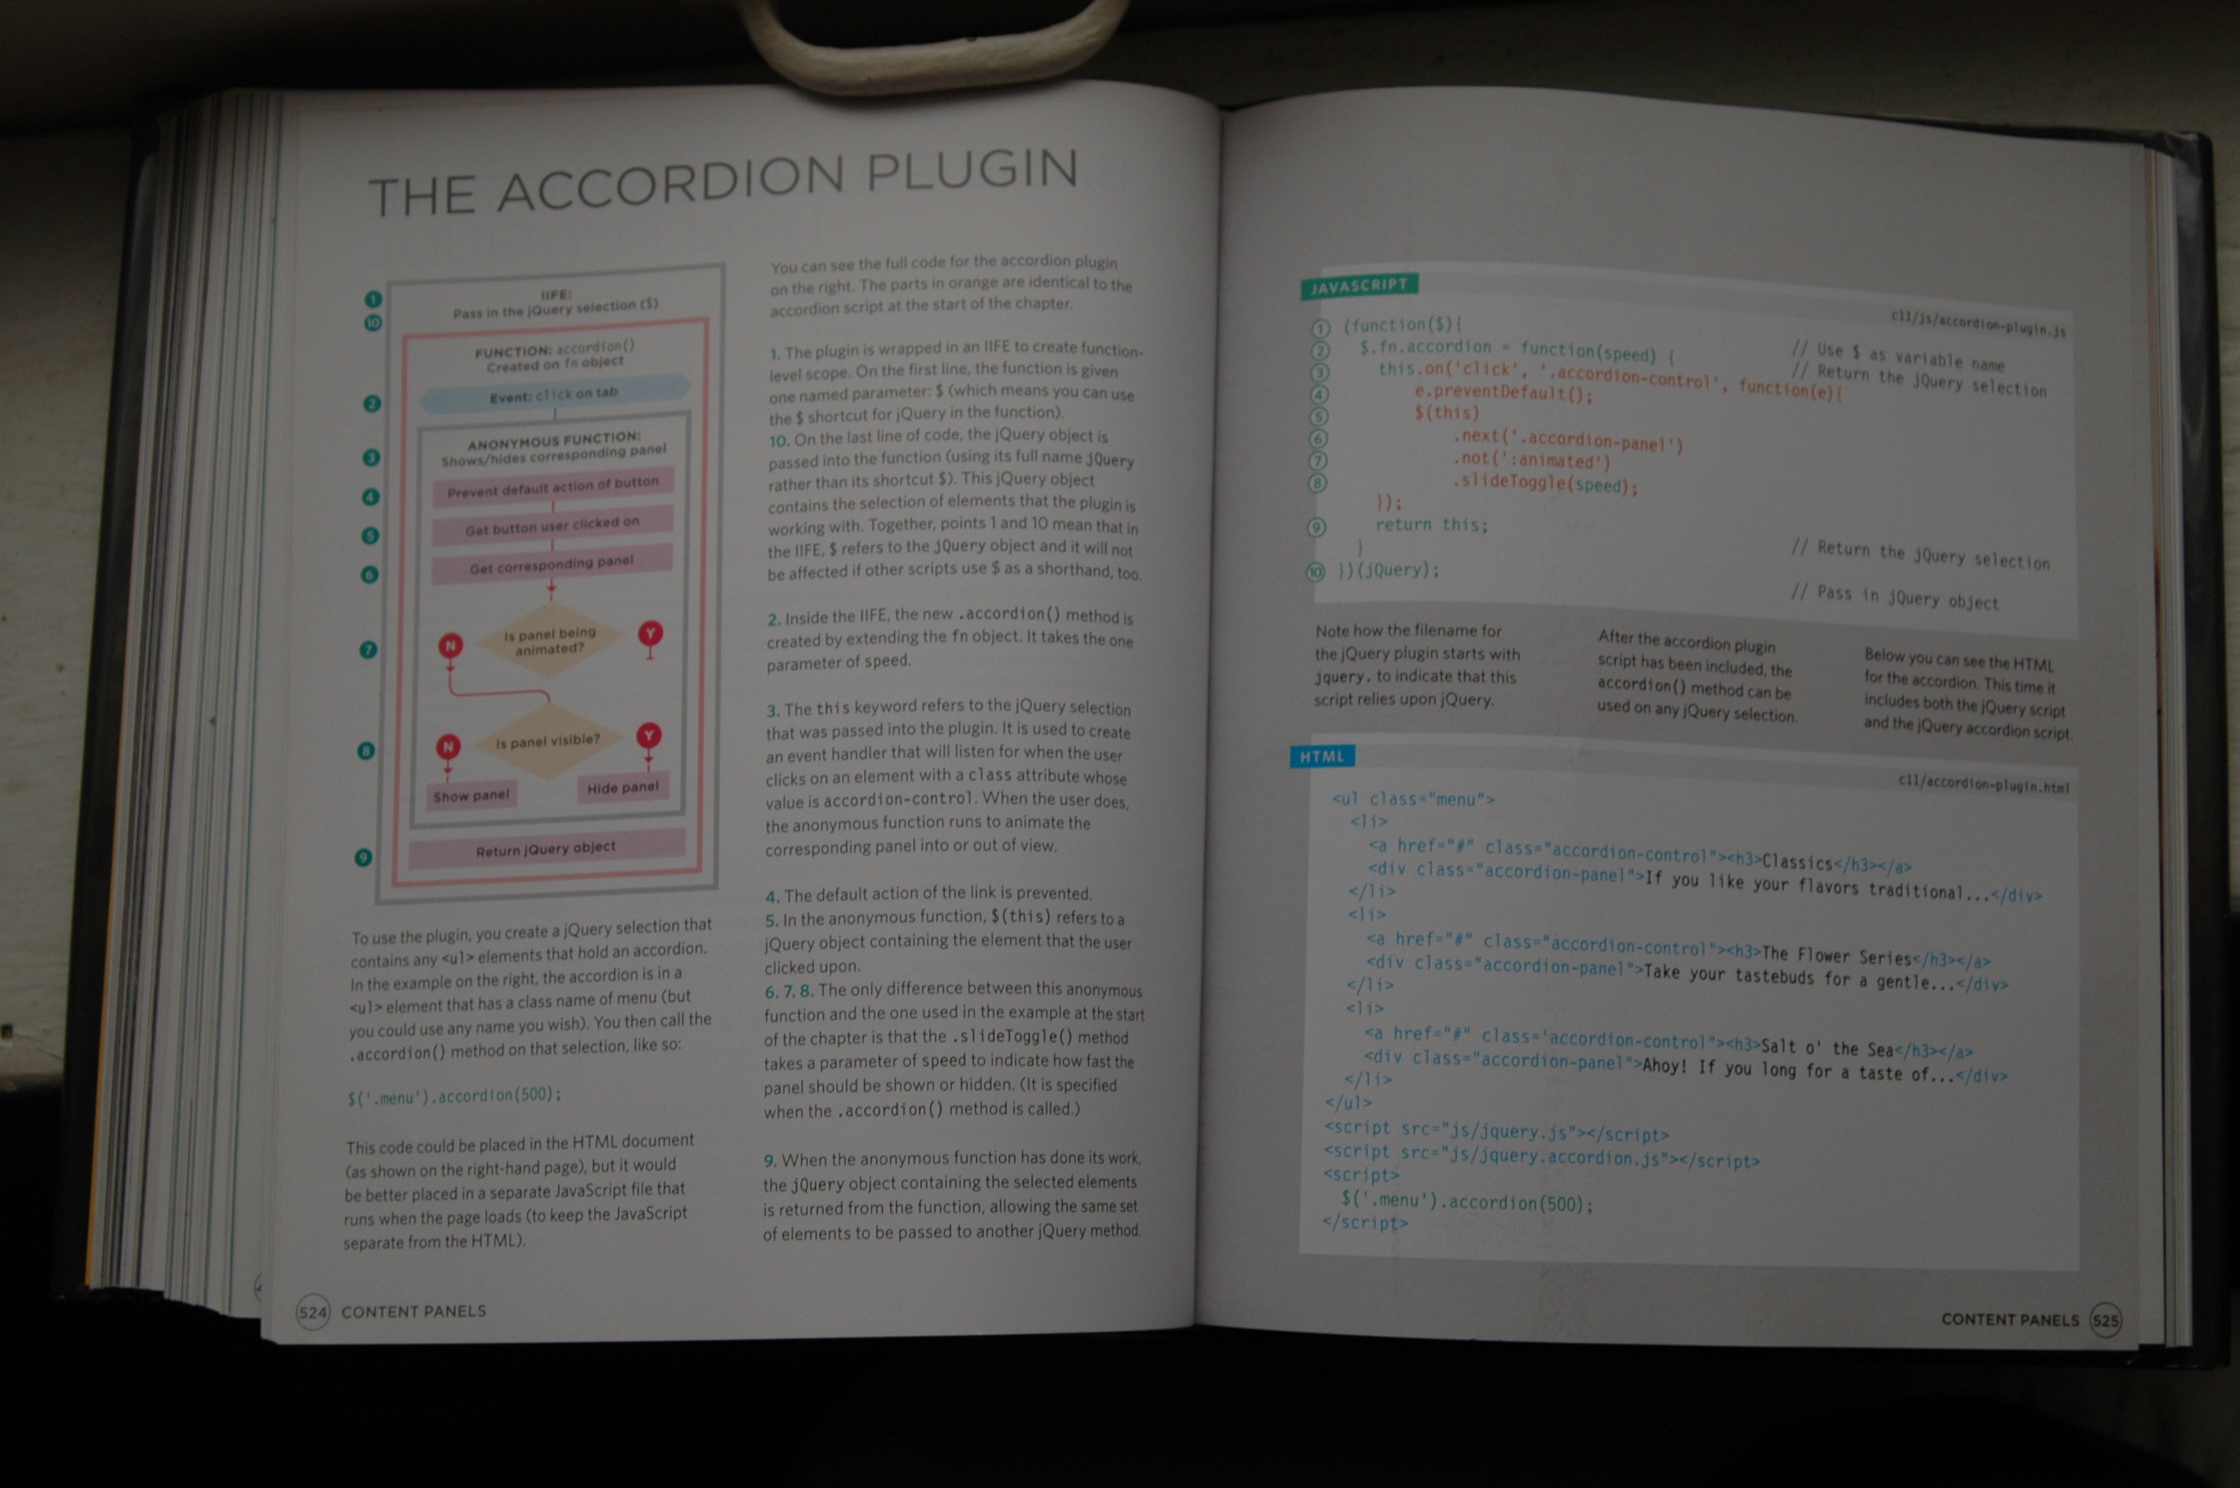 THE ACCORDION PLUGIN
1
10
2
3
4
5
6
7
8
9
IIFE:
Pass in the jQuery selection ($)
FUNCTION: accordion()
Created on fn object
Event: click on tab
ANONYMOUS FUNCTION:
Shows/hides corresponding panel
Prevent default action of button
Get button user clicked on
Get corresponding panel
N
Is panel being
animated?
Y
N
Is panel visible?
Y
Show panel
Hide panel
Return jQuery object
To use the plugin, you create a jQuery selection that
contains any <ul> elements that hold an accordion.
In the example on the right, the accordion is in a
<ul> element that has a class name of menu (but
you could use any name you wish). You then call the
.accordion() method on that selection, like so:
$('.menu').accordion(500);
This code could be placed in the HTML document
(as shown on the right-hand page), but it would
be better placed in a separate JavaScript file that
runs when the page loads (to keep the JavaScript
separate from the HTML).
You can see the full code for the accordion plugin
on the right. The parts in orange are identical to the
accordion script at the start of the chapter.
1. The plugin is wrapped in an IIFE to create function-
level scope. On the first line, the function is given
one named parameter: $ (which means you can use
the $ shortcut for jQuery in the function).
10. On the last line of code, the jQuery object is
passed into the function (using its full name jQuery
rather than its shortcut $). This jQuery object
contains the selection of elements that the plugin is
working with. Together, points 1 and 10 mean that in
the IIFE, $ refers to the jQuery object and it will not
be affected if other scripts use $ as a shorthand, too.
2. Inside the IIFE, the new .accordion() method is
created by extending the fn object. It takes the one
parameter of speed.
3. The this keyword refers to the jQuery selection
that was passed into the plugin. It is used to create
an event handler that will listen for when the user
clicks on an element with a class attribute whose
value is accordion-control. When the user does,
the anonymous function runs to animate the
corresponding panel into or out of view.
4. The default action of the link is prevented.
5. In the anonymous function, $(this) refers to a
jQuery object containing the element that the user
clicked upon.
6. 7. 8. The only difference between this anonymous
function and the one used in the example at the start
of the chapter is that the .slideToggle() method
takes a parameter of speed to indicate how fast the
panel should be shown or hidden. (It is specified
when the .accordion() method is called.)
9. When the anonymous function has done its work,
the jQuery object containing the selected elements
is returned from the function, allowing the same set
of elements to be passed to another jQuery method.
524 CONTENT PANELS
JAVASCRIPT
c11/js/accordion-plugin.js
1 (function($){ // Use $ as variable name
2 $.fn.accordion = function(speed) { // Return the jQuery selection
3 this.on('click', '.accordion-control', function(e){
4 e.preventDefault();
5 $(this)
6 .next('.accordion-panel')
7 .not(':animated')
8 .slideToggle(speed);
});
9 return this; // Return the jQuery selection
}
10 })(jQuery); // Pass in jQuery object
Note how the filename for
the jQuery plugin starts with
jquery. to indicate that this
script relies upon jQuery.
After the accordion plugin
script has been included, the
accordion() method can be
used on any jQuery selection.
Below you can see the HTML
for the accordion. This time it
includes both the jQuery script
and the jQuery accordion script.
HTML
c11/accordion-plugin.html
<ul class="menu">
<li>
<a href="#" class="accordion-control"><h3>Classics</h3></a>
<div class="accordion-panel">If you like your flavors traditional...</div>
</li>
<li>
<a href="#" class="accordion-control"><h3>The Flower Series</h3></a>
<div class="accordion-panel">Take your tastebuds for a gentle...</div>
</li>
<li>
<a href="#" class='accordion-control"><h3>Salt o' the Sea</h3></a>
<div class="accordion-panel">Ahoy! If you long for a taste of...</div>
</li>
</ul>
<script src="js/jquery.js"></script>
<script src="js/jquery.accordion.js"></script>
<script>
$('.menu').accordion(500);
</script>
CONTENT PANELS 525